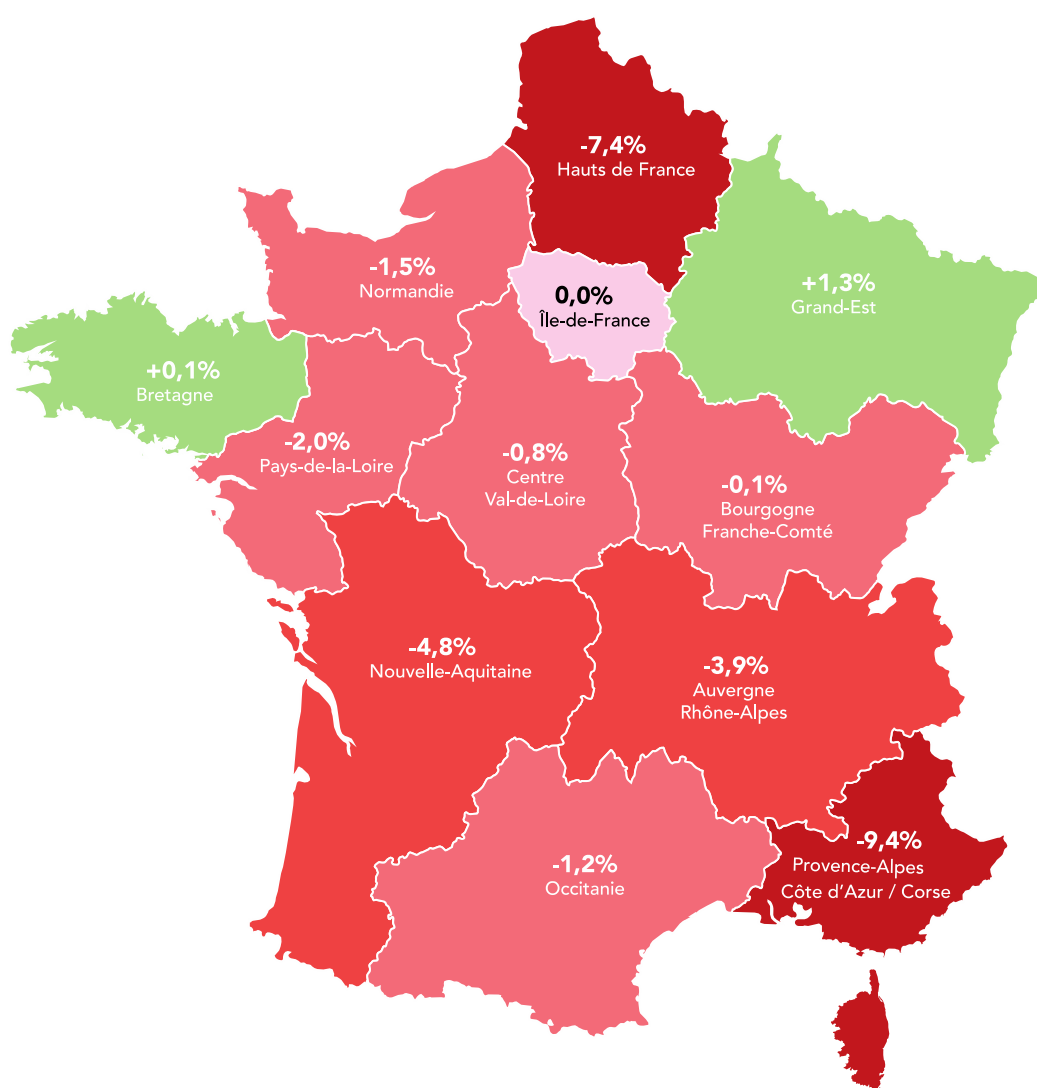 -7,4%
Hauts de France
-1,5%
Normandie
0,0%
Île-de-France
+1,3%
Grand-Est
+0,1%
Bretagne
-2,0%
Pays-de-la-Loire
-0,8%
Centre
Val-de-Loire
-0,1%
Bourgogne
Franche-Comté
-4,8%
Nouvelle-Aquitaine
-3,9%
Auvergne
Rhône-Alpes
-1,2%
Occitanie
-9,4%
Provence-Alpes
Côte d'Azur / Corse